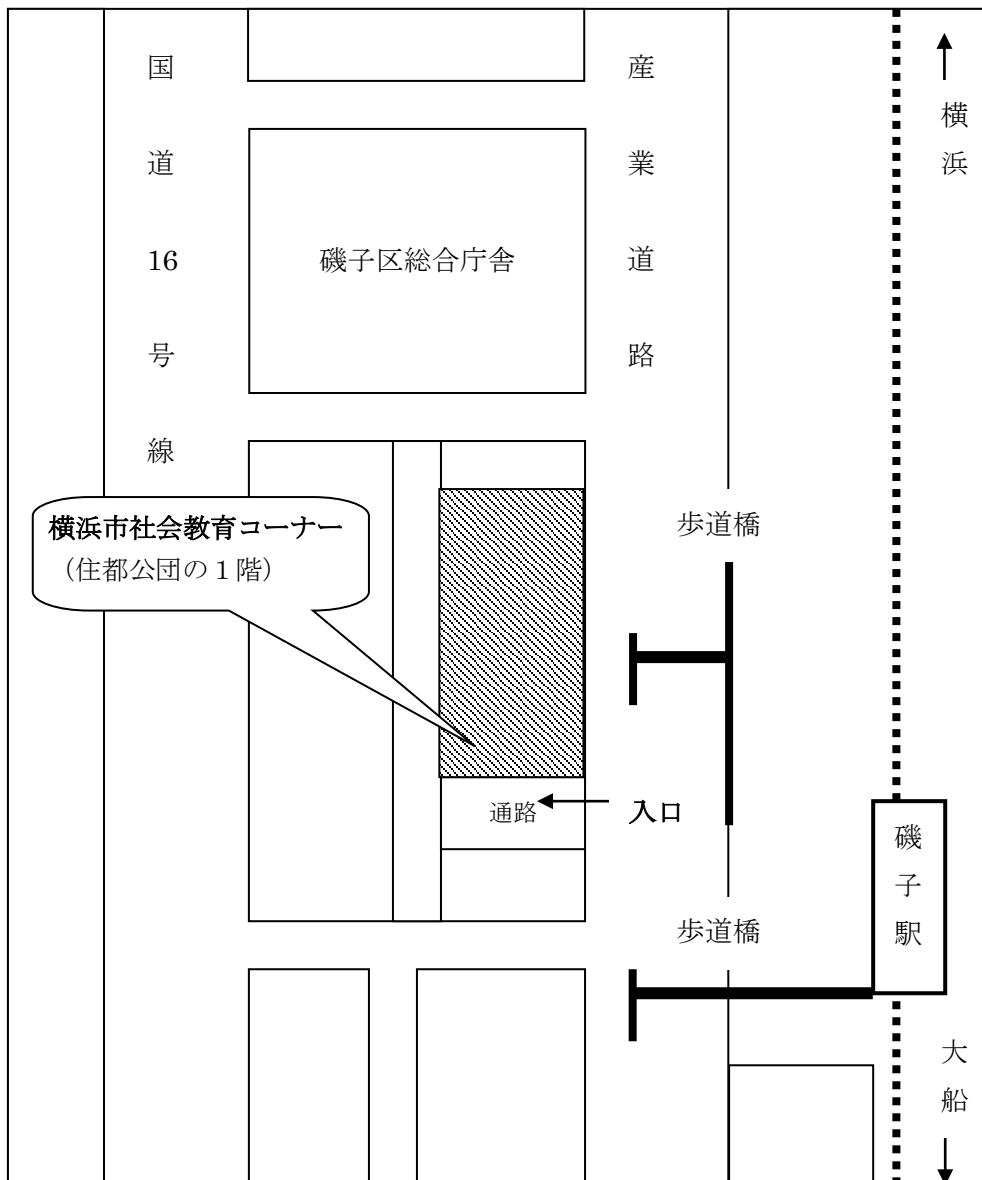 国道16号線
産業道路
横浜
磯子区総合庁舎
歩道橋
横浜市社会教育コーナー
（住都公団の１階）
通路
入口
磯子駅
歩道橋
大船